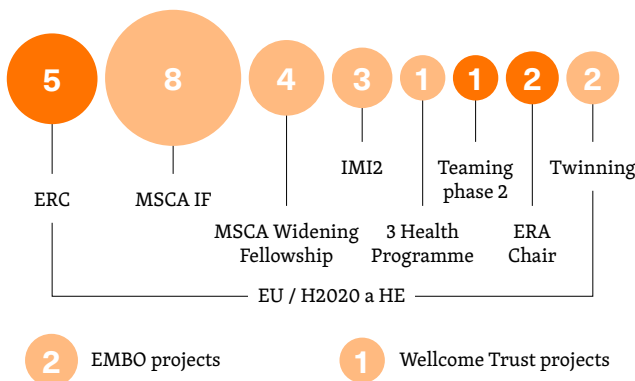 5 8 4 3 1 1 2 2
IMI2 Teaming Twinning
phase 2
ERC MSCA IF
MSCA Widening 3 Health ERA
Fellowship Programme Chair
EU / H2020 a HE
2 EMBO projects 1 Wellcome Trust projects